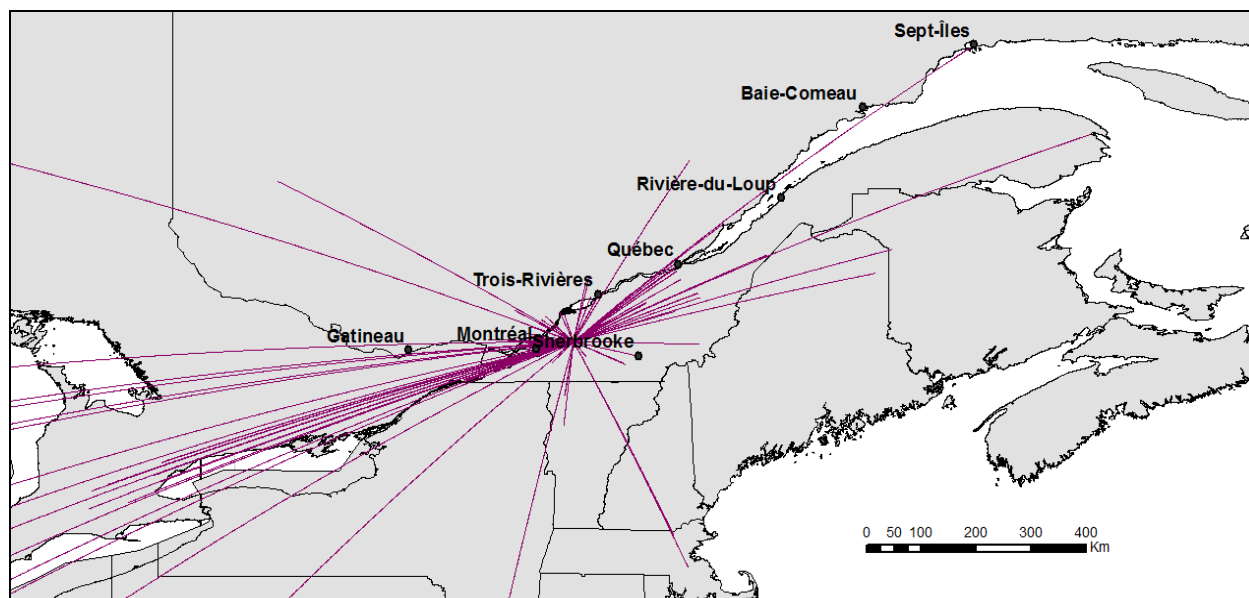 Sept-Îles
Baie-Comeau
Rivière-du-Loup
Québec
Trois-Rivières
Gatineau
Montréal
Sherbrooke
0 50 100 200 300 400
Km